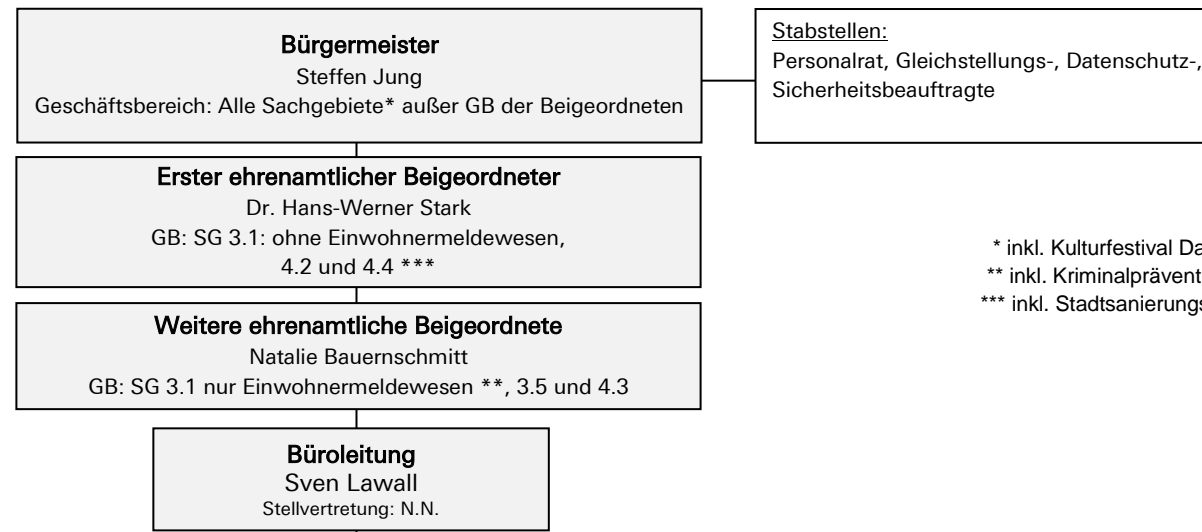 Bürgermeister
Steffen Jung
Geschäftsbereich: Alle Sachgebiete* außer GB der Beigeordneten
Stabstellen:
Personalrat, Gleichstellungs-, Datenschutz-,
Sicherheitsbeauftragte
Erster ehrenamtlicher Beigeordneter
Dr. Hans-Werner Stark
GB: SG 3.1: ohne Einwohnermeldewesen,
4.2 und 4.4 ***
* inkl. Kulturfestival
** inkl.
*** inkl.
Weitere ehrenamtliche Beigeordnete
Natalie Bauernschmitt
GB: SG 3.1 nur Einwohnermeldewesen **, 3.5 und 4.3
Büroleitung
Sven Lawall
Stellvertretung: N.N.